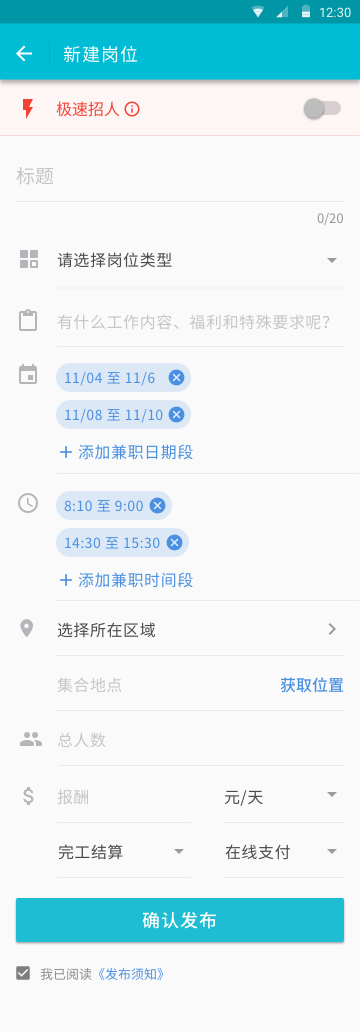 12:30
新建岗位
极速招人
标题
0/20
请选择岗位类型
有什么工作内容、福利和特殊要求呢？
11/04 至 11/6
11/08 至 11/10
+ 添加兼职日期段
8:10 至 9:00
14:30 至 15:30
+ 添加兼职时间段
选择所在区域
集合地点 获取位置
总人数
报酬 元/天
完工结算 在线支付
确认发布
我已阅读《发布须知》